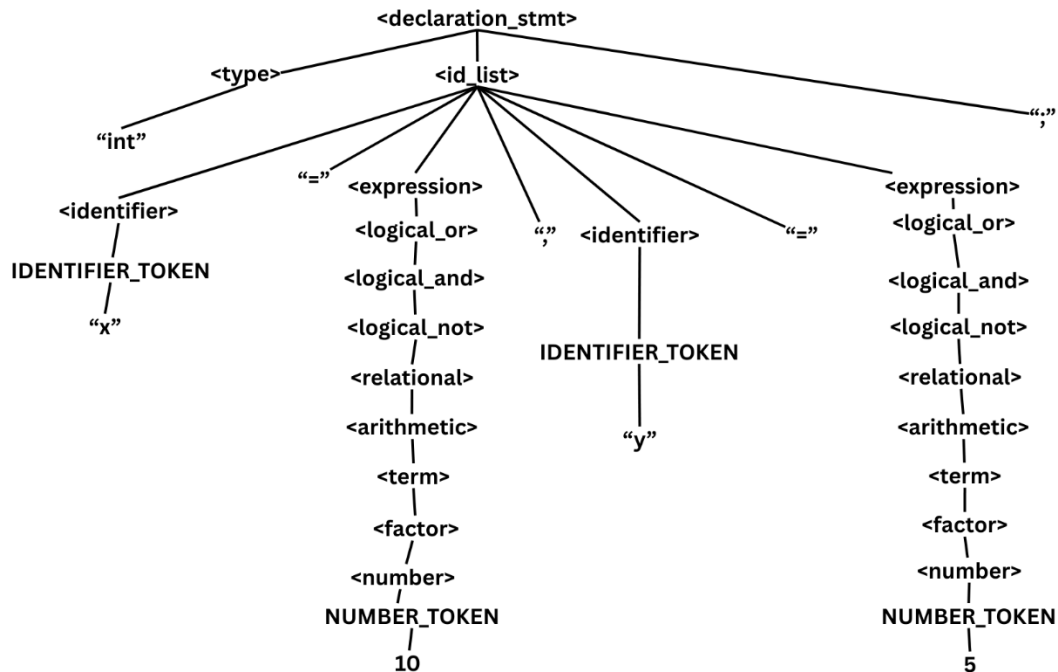 <declaration_stmt>
<type>
<id_list>
“int”
“;”
“=”
<expression>
<expression>
<identifier>
<logical_or>
“,”
<identifier>
“=”
<logical_or>
IDENTIFIER_TOKEN
<logical_and>
<logical_and>
“x”
<logical_not>
<logical_not>
IDENTIFIER_TOKEN
<relational>
<relational>
<arithmetic>
<arithmetic>
“y”
<term>
<term>
<factor>
<factor>
<number>
<number>
NUMBER_TOKEN
NUMBER_TOKEN
10
5